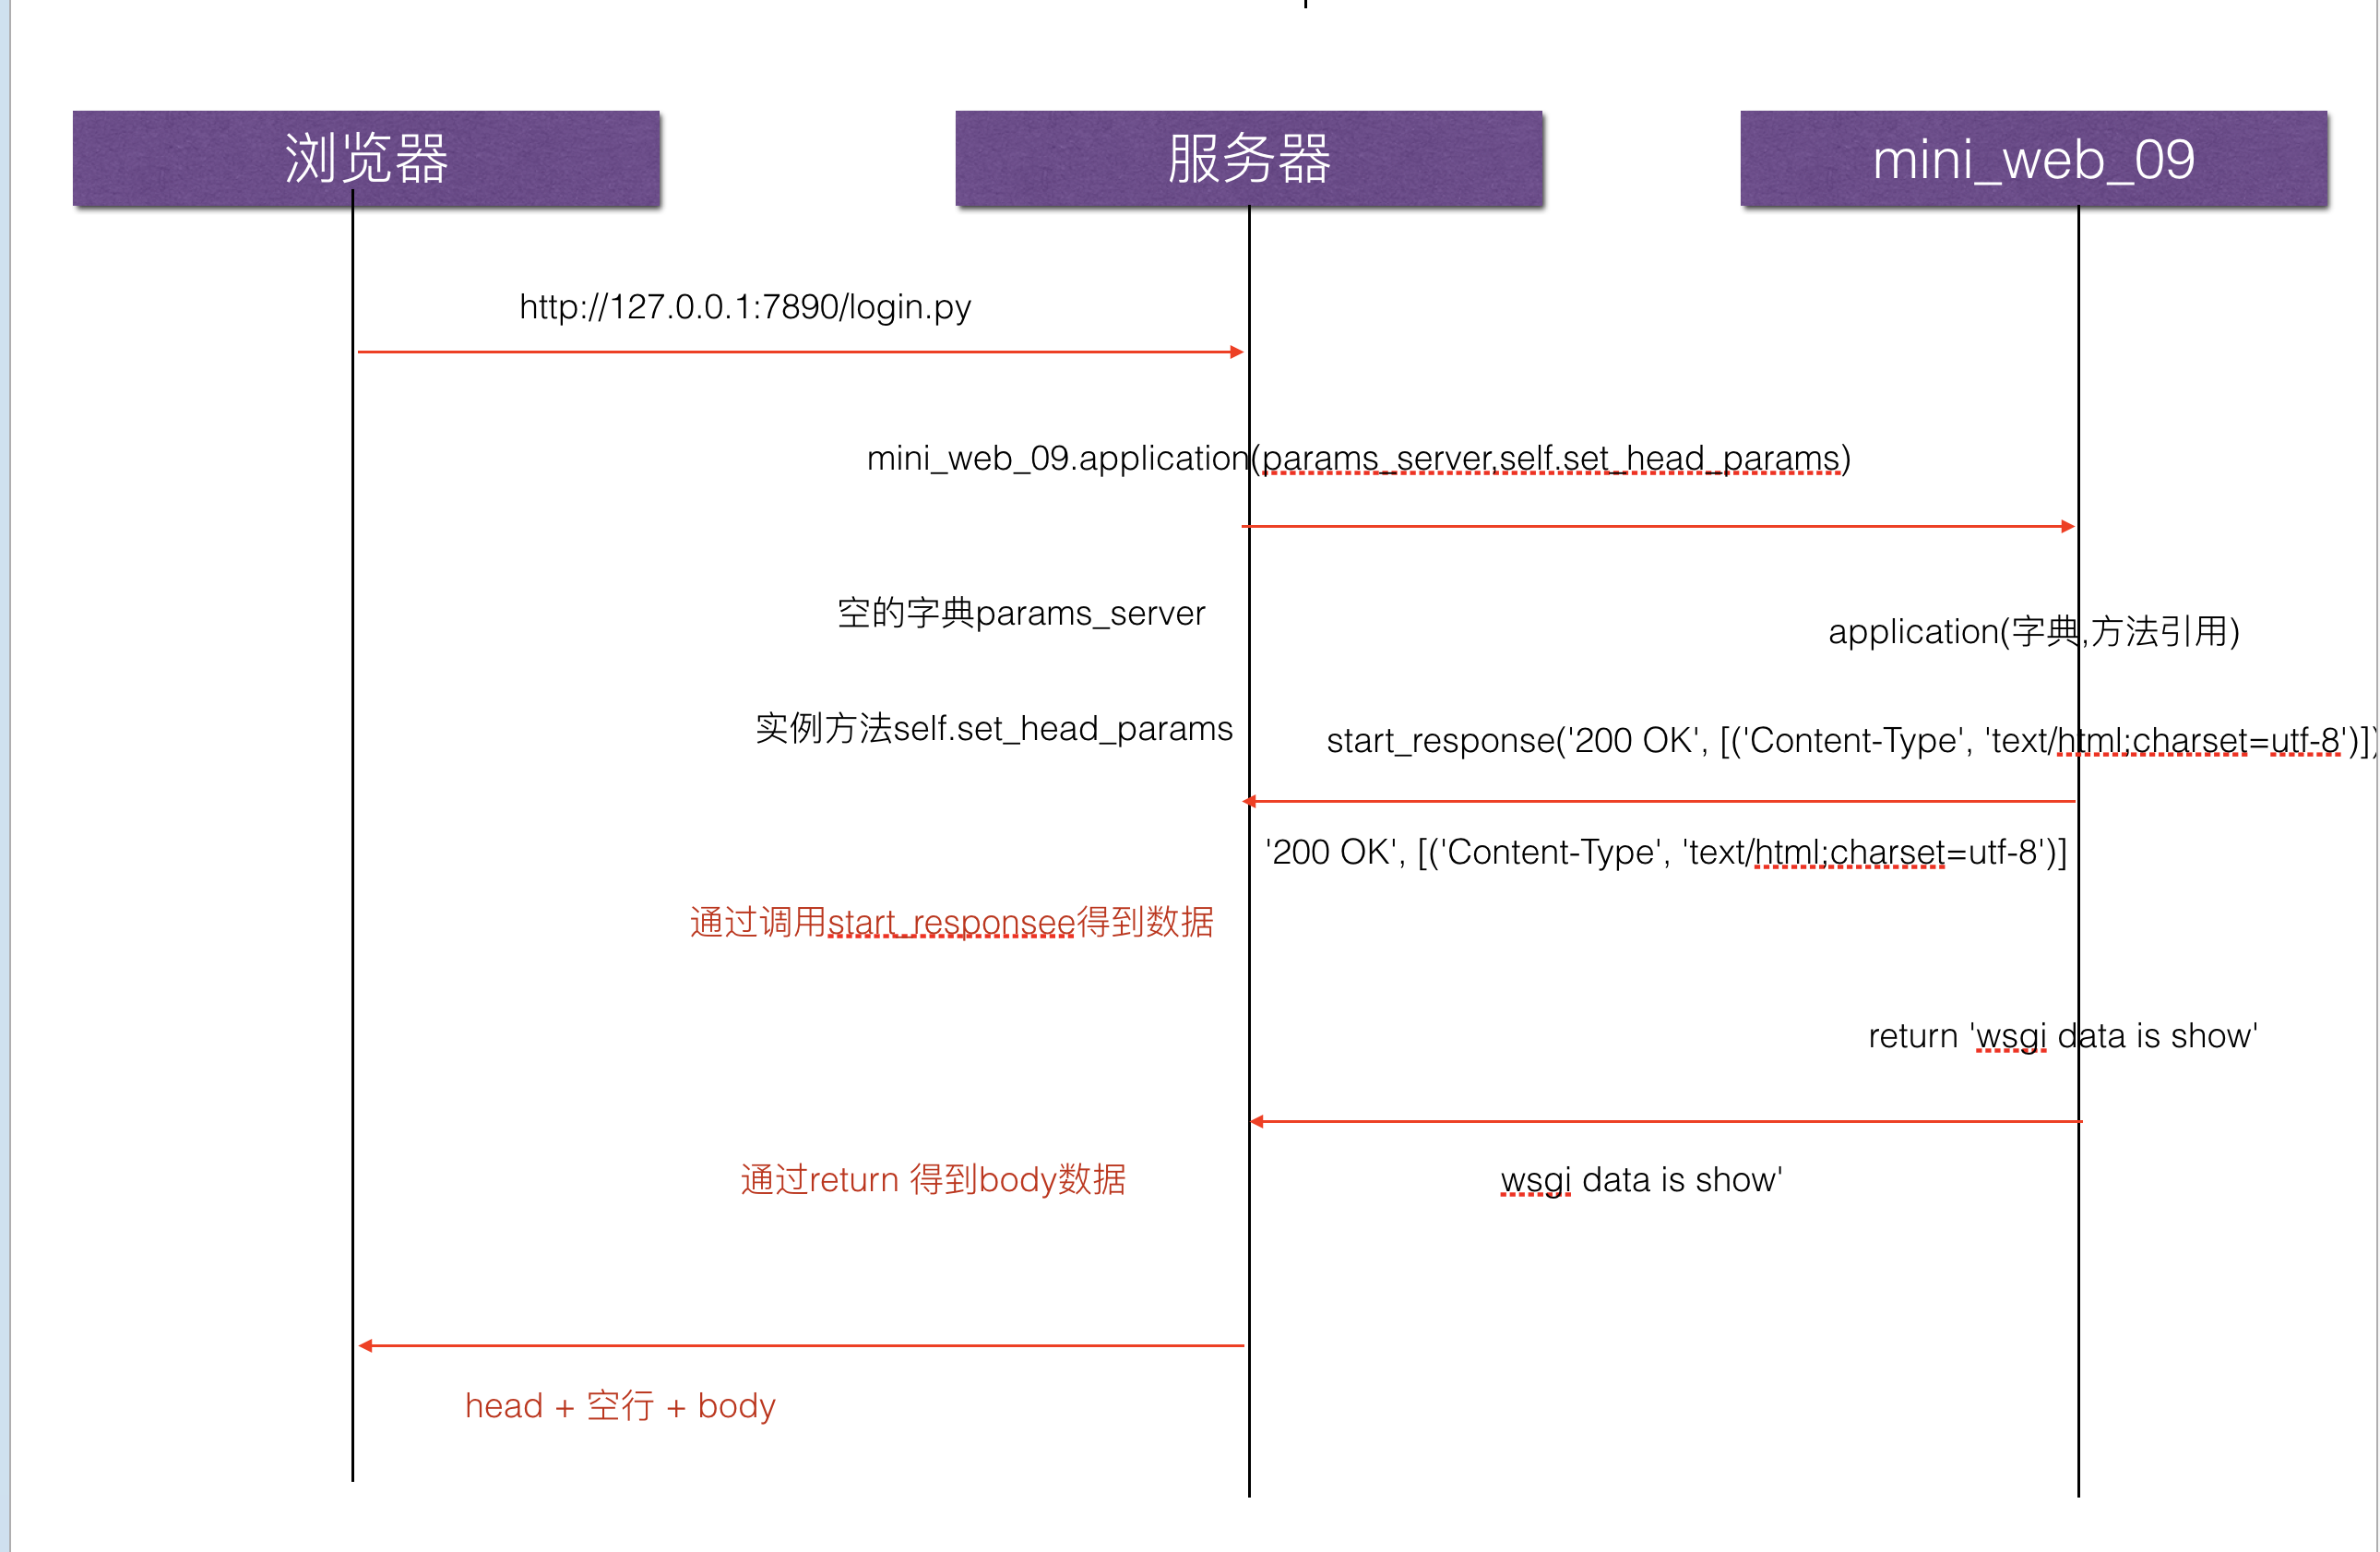 浏览器
服务器
mini_web_09
http://127.0.0.1:7890/login.py
mini_web_09.application(params_server,self.set_head_params)
空的字典params_server
application(字典,方法引用)
实例方法self.set_head_params
start_response('200 OK', [('Content-Type', 'text/html;charset=utf-8')])
'200 OK', [('Content-Type', 'text/html;charset=utf-8')]
通过调用start_responsee得到数据
return 'wsgi data is show'
通过return 得到body数据
wsgi data is show'
head + 空行 + body